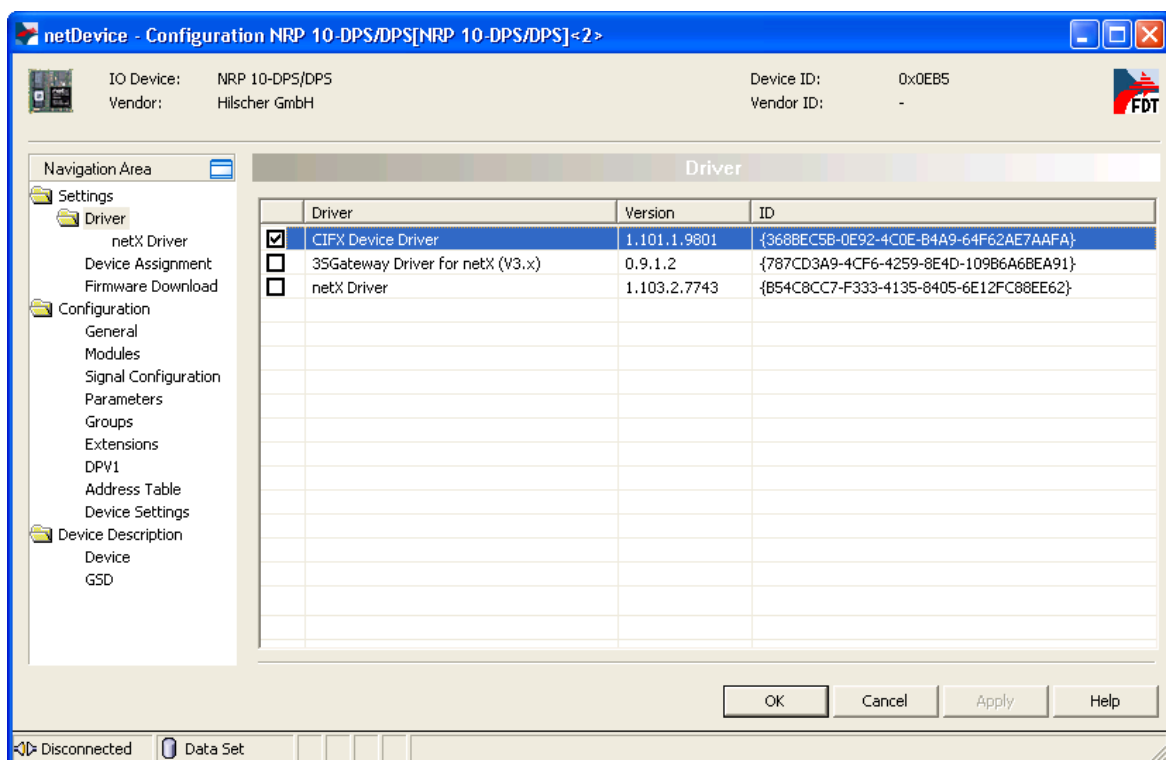 netDevice - Configuration NRP 10-DPS/DPS[NRP 10-DPS/DPS]<2>
IO Device: NRP 10-DPS/DPS Device ID: 0x0EB5
Vendor: Hilscher GmbH Vendor ID: -
FDT
Navigation Area
Settings
Driver
netX Driver
Device Assignment
Firmware Download
Configuration
General
Modules
Signal Configuration
Parameters
Groups
Extensions
DPV1
Address Table
Device Settings
Device Description
Device
GSD
Driver
Driver Version ID
CIFX Device Driver 1.101.1.9801 {368BEC5B-0E92-4C0E-B4A9-64F62AE7AAFA}
3SGateway Driver for netX (V3.x) 0.9.1.2 {787CD3A9-4CF6-4259-8E4D-109B6A6BEA91}
netX Driver 1.103.2.7743 {B54C8CC7-F333-4135-8405-6E12FC88EE62}
OK Cancel Apply Help
Disconnected Data Set